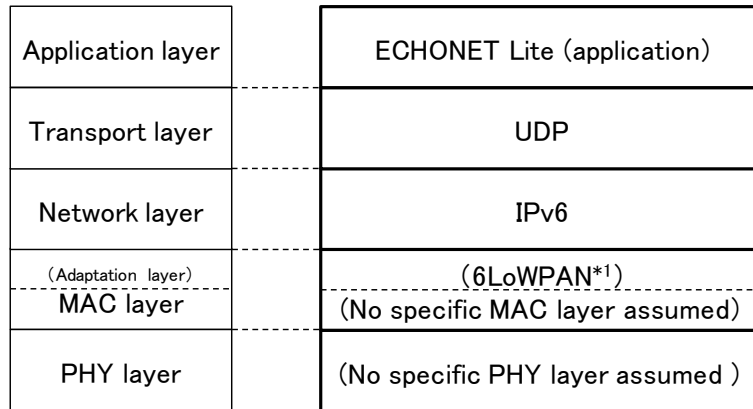 Application layer
ECHONET Lite (application)
Transport layer
UDP
Network layer
IPv6
(Adaptation layer)
(6LoWPAN*1)
MAC layer
(No specific MAC layer assumed)
PHY layer
(No specific PHY layer assumed )